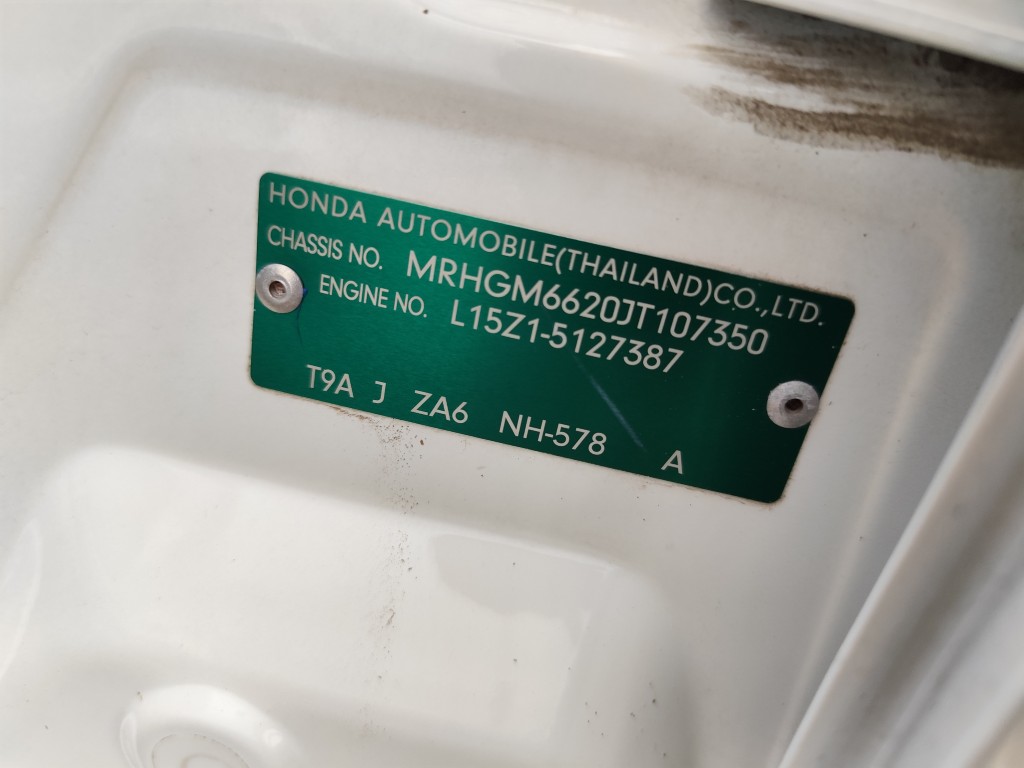 HONDA AUTOMOBILE(THAILAND)CO.,LTD.
CHASSIS NO. MRHGM6620JT107350
ENGINE NO. L15Z1-5127387
T9A J ZA6 NH-578 A